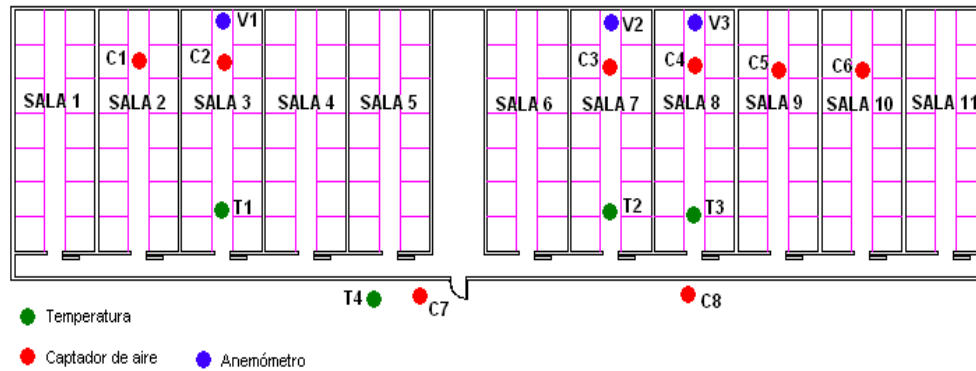 V1
V2
V3
C1
C2
C3
C4
C5
C6
SALA 1
SALA 2
SALA 3
SALA 4
SALA 5
SALA 6
SALA 7
SALA 8
SALA 9
SALA 10
SALA 11
T1
T2
T3
T4
C7
C8
Temperatura
Captador de aire
Anemómetro